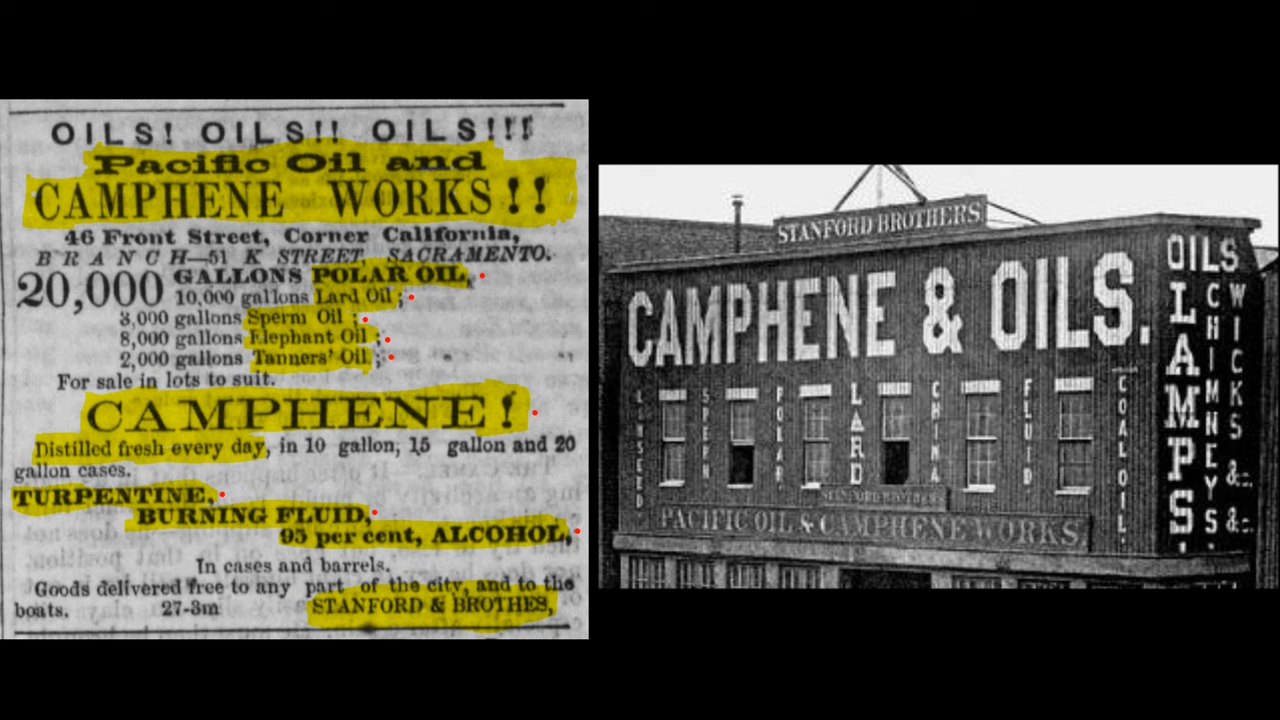 OILS! OILS!! OILS!!!
Pacific Oil and
CAMPHENE WORKS!!
46 Front Street, Corner California,
BRANCH—51 K STREET, SACRAMENTO.
20,000 GALLONS POLAR OIL,
10,000 gallons Lard Oil;
3,000 gallons Sperm Oil;
8,000 gallons Elephant Oil;
2,000 gallons Tanners' Oil;
For sale in lots to suit.
CAMPHENE!
Distilled fresh every day, in 10 gallon, 15 gallon and 20
gallon cases.
TURPENTINE,
BURNING FLUID,
95 per cent, ALCOHOL,
In cases and barrels.
Goods delivered free to any part of the city, and to the
boats. 27-3m STANFORD & BROTHES,
STANFORD BROTHERS
CAMPHENE & OILS.
LINSEED
SPERM
POLAR
LARD
CHINA
FLUID
COAL OIL.
STANFORD BROTHERS
PACIFIC OIL & CAMPHENE WORKS.
OILS
LAMPS.
CHIMNEYS.
WICKS
&c.
&c.